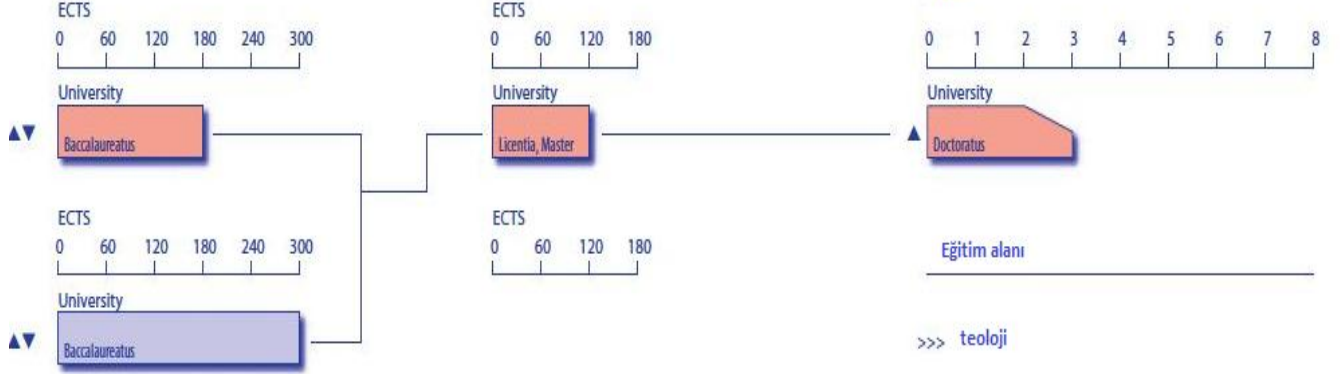 ECTS
0 60 120 180 240 300
University
Baccalaureatus
ECTS
0 60 120 180
University
Licentia, Master
0 1 2 3 4 5 6 7 8
University
Doctoratus
ECTS
0 60 120 180 240 300
University
Baccalaureatus
ECTS
0 60 120 180
Eğitim alanı
>>> teoloji